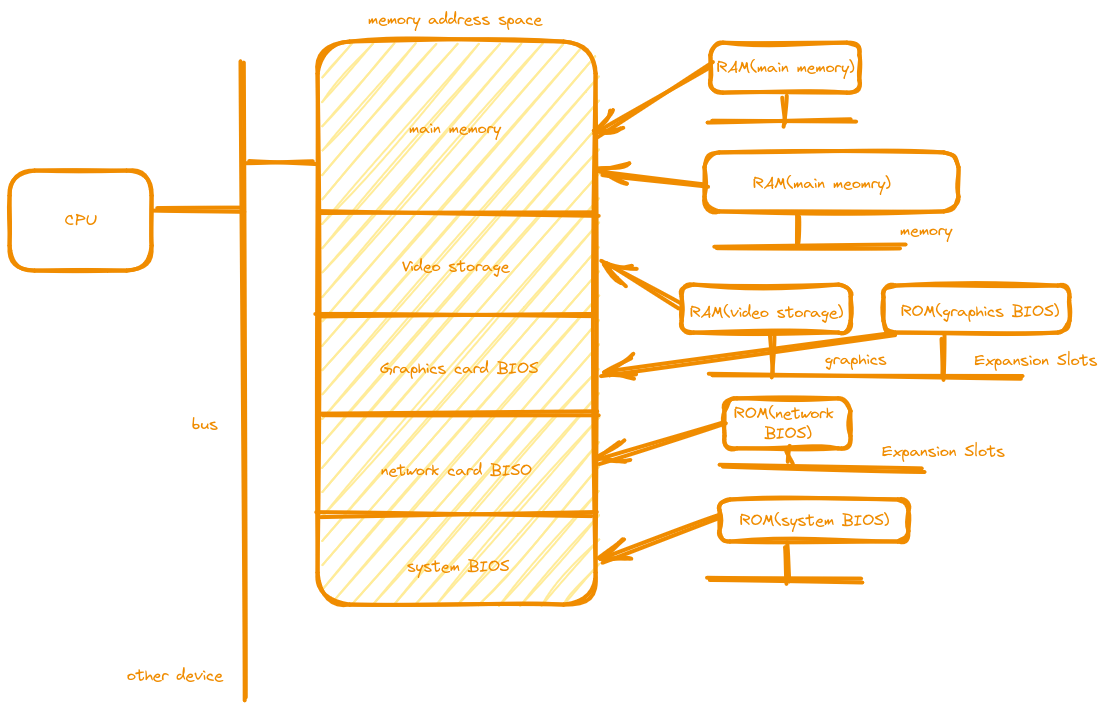 memory address space
RAM(main memory)
main memory
RAM(main meomry)
CPU
memory
Video storage
RAM(video storage)
ROM(graphics BIOS)
graphics
Expansion Slots
Graphics card BIOS
ROM(network
BIOS)
bus
Expansion Slots
network card BISO
ROM(system BIOS)
system BIOS
other device